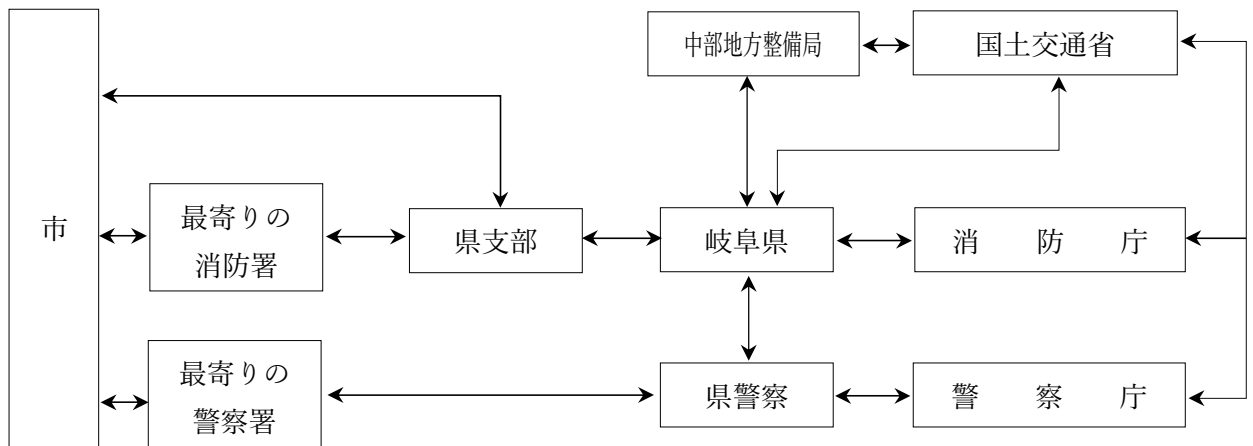 中部地方整備局
国土交通省
市
最寄りの
消防署
県支部
岐阜県
消防庁
最寄りの
警察署
県警察
警察庁